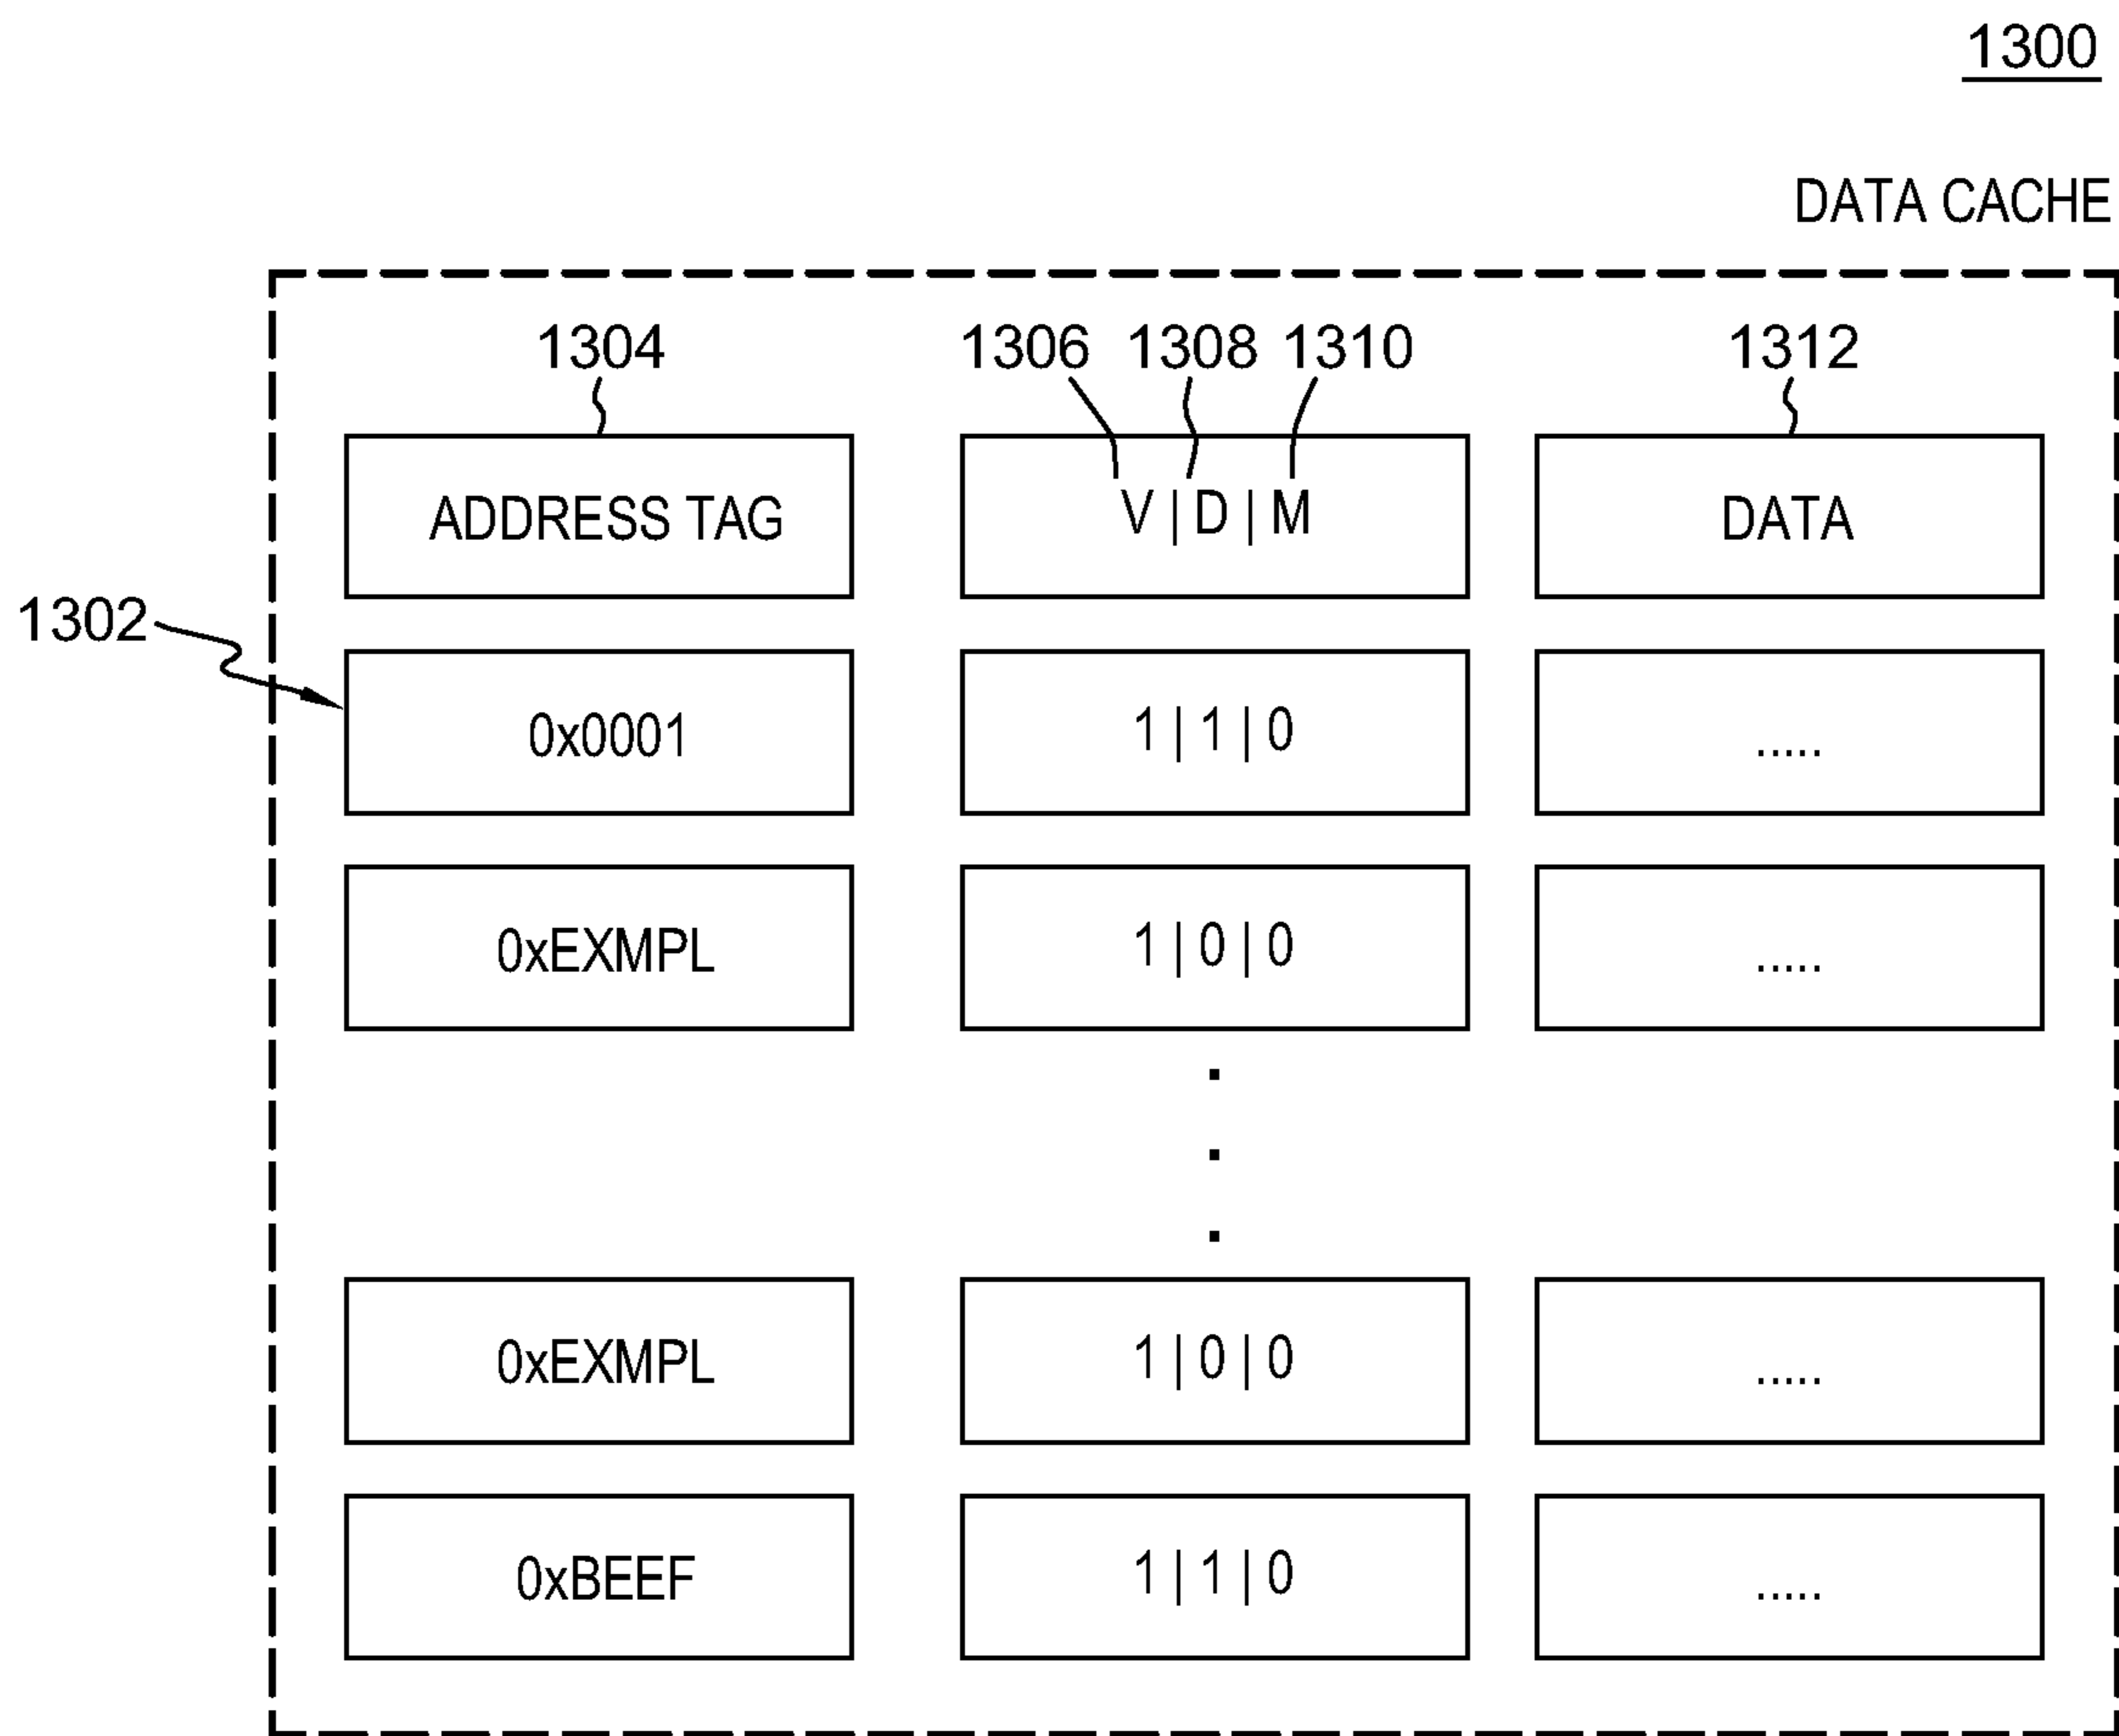 1300
DATA CACHE
1304 1306 1308 1310 1312
ADDRESS TAG V | D | M DATA
1302
0x0001 1 | 1 | 0 .....
0xEXMPL 1 | 0 | 0 .....
0xEXMPL 1 | 0 | 0 .....
0xBEEF 1 | 1 | 0 .....